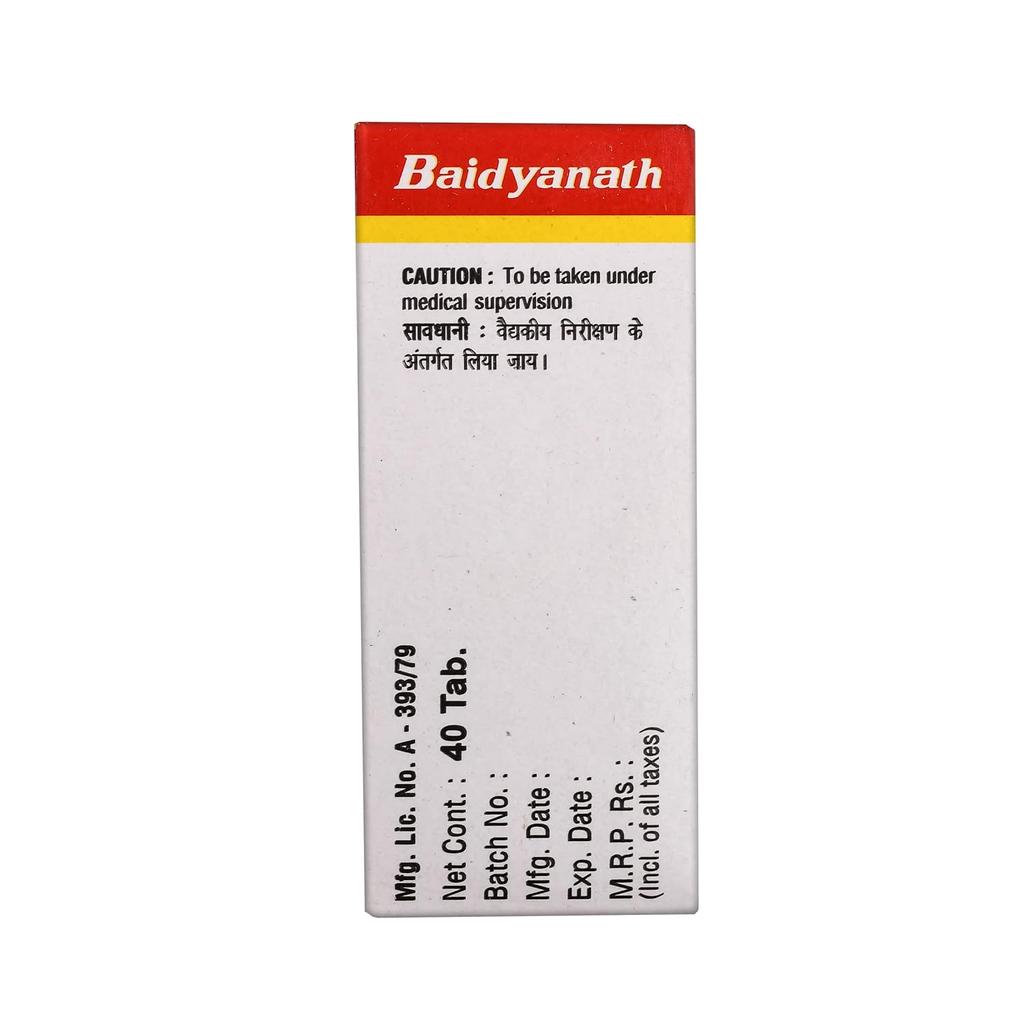 Baidyanath
CAUTION : To be taken under
medical supervision
सावधानी : वैद्यकीय निरीक्षण के
अंतर्गत लिया जाय।
Mfg. Lic. No. A - 393/79
Net Cont. : 40 Tab.
Batch No. :
Mfg. Date :
Exp. Date :
M.R.P. Rs. :
(Incl. of all taxes)